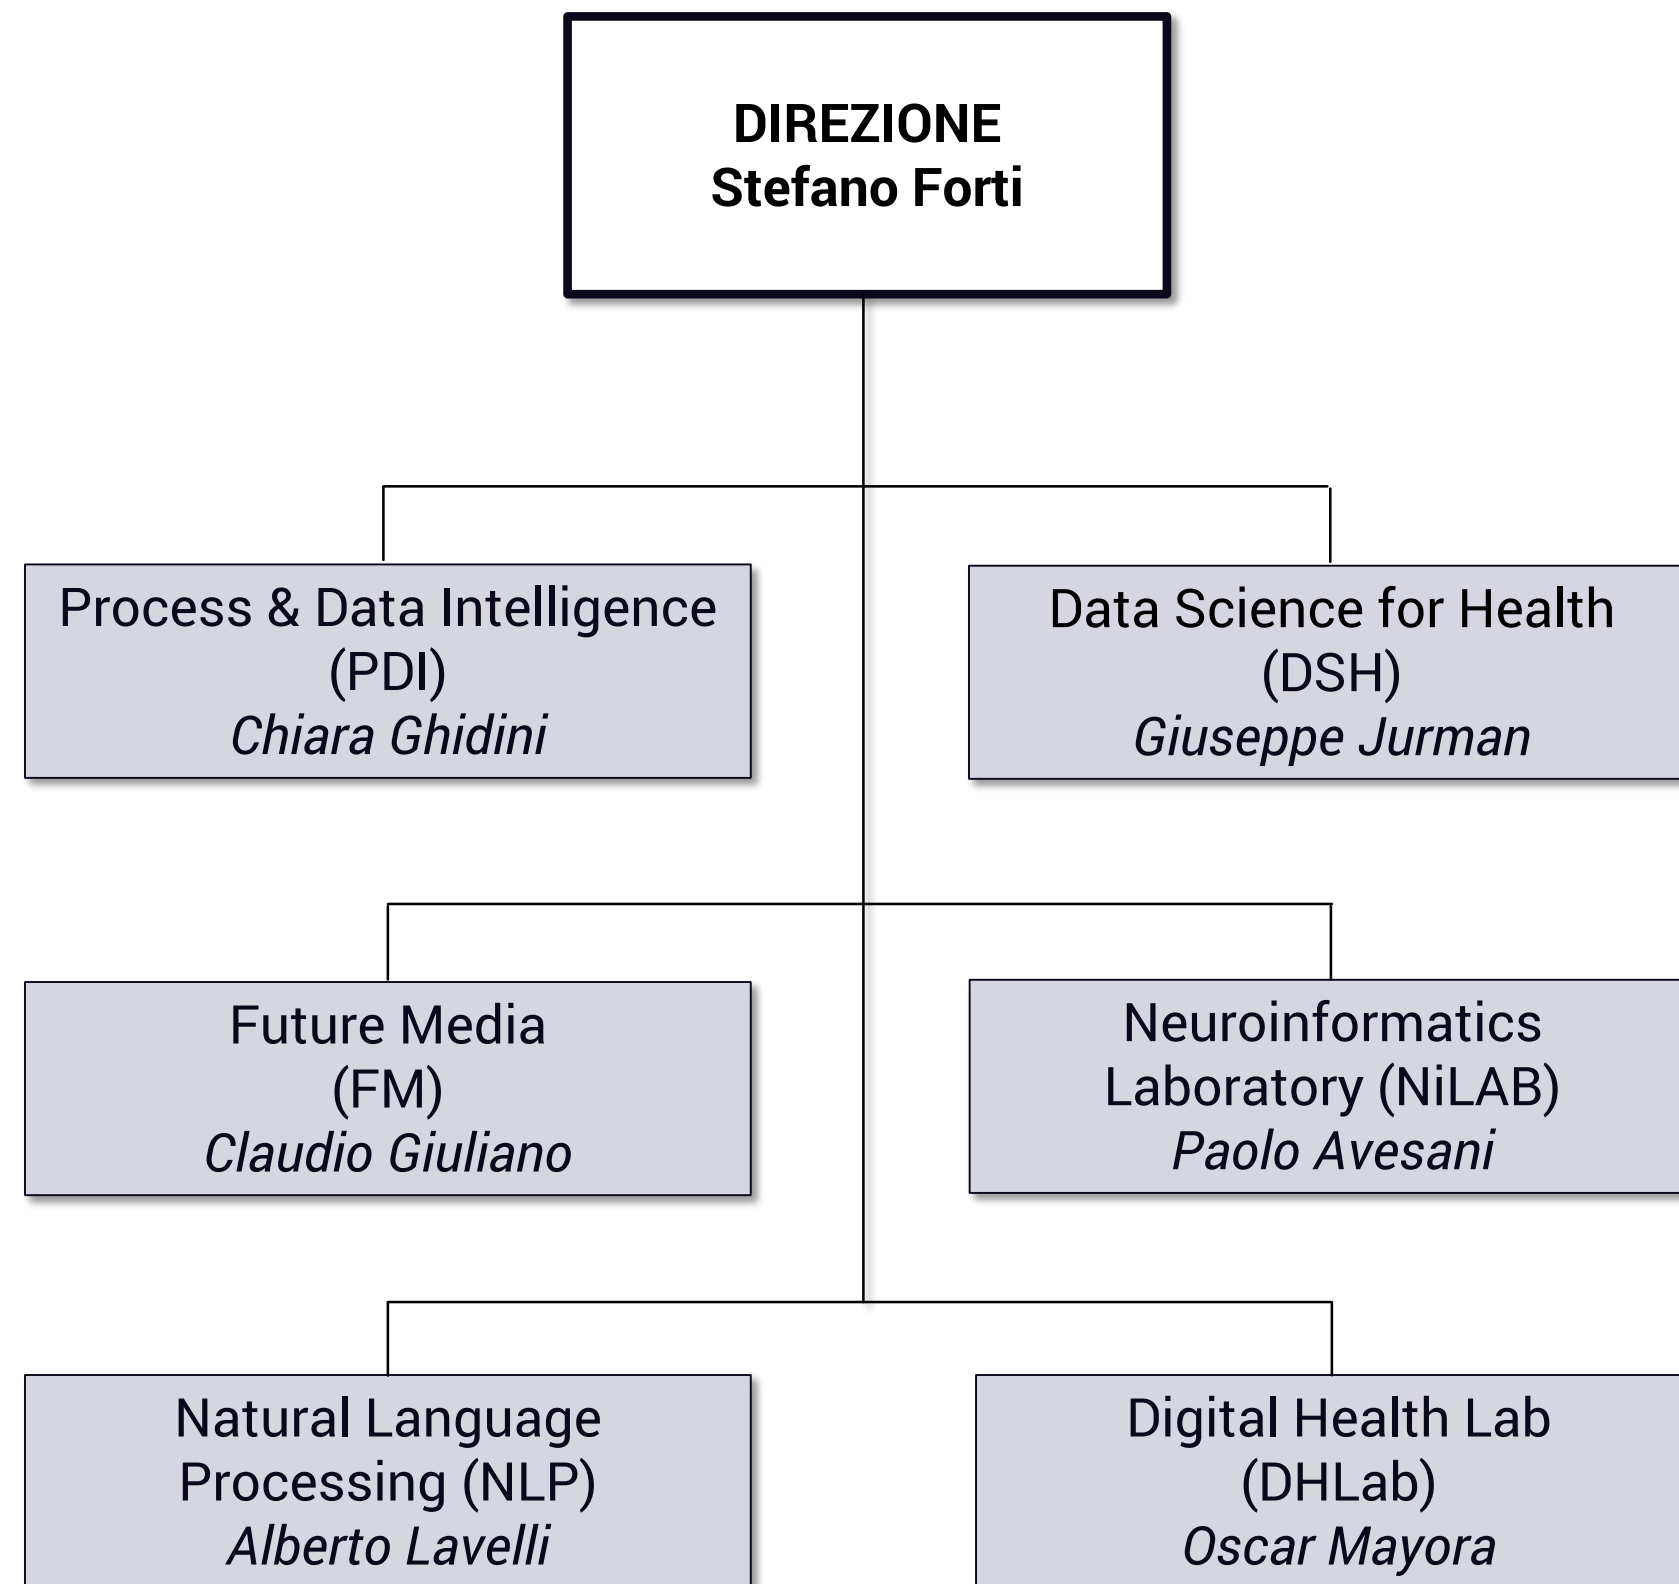 DIREZIONE
Stefano Forti
Process & Data Intelligence
(PDI)
Chiara Ghidini
Data Science for Health
(DSH)
Giuseppe Jurman
Future Media
(FM)
Claudio Giuliano
Neuroinformatics
Laboratory (NiLAB)
Paolo Avesani
Natural Language
Processing (NLP)
Alberto Lavelli
Digital Health Lab
(DHLab)
Oscar Mayora